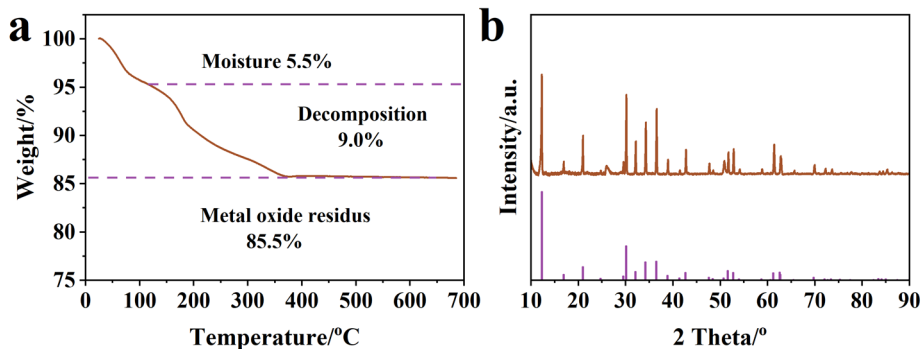 a
100
95
90
85
80
75
Weight/%
Moisture 5.5%
Decomposition
9.0%
Metal oxide residus
85.5%
0 100 200 300 400 500 600 700
Temperature/°C
b
Intensity/a.u.
10 20 30 40 50 60 70 80 90
2 Theta/°